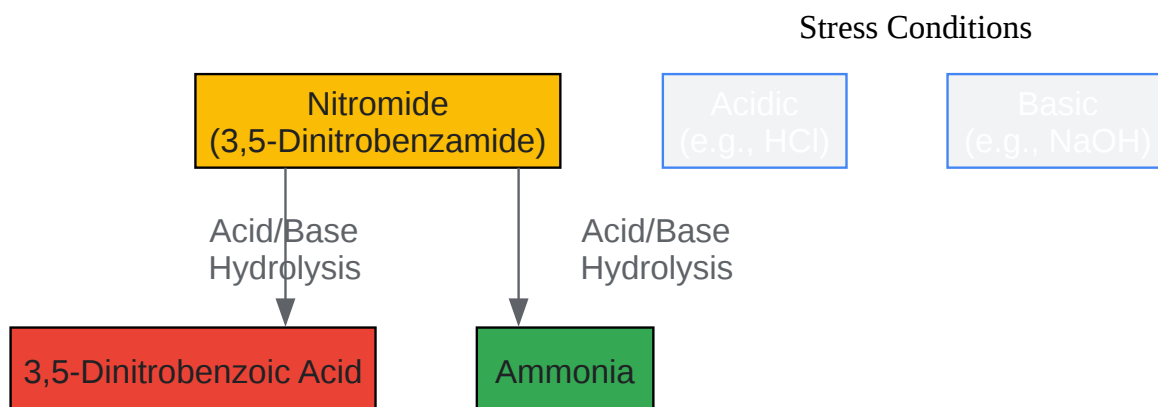 Stress Conditions
Nitromide
(3,5-Dinitrobenzamide)
Acidic
(e.g., HCl)
Basic
(e.g., NaOH)
Acid/Base
Hydrolysis
Acid/Base
Hydrolysis
3,5-Dinitrobenzoic Acid
Ammonia